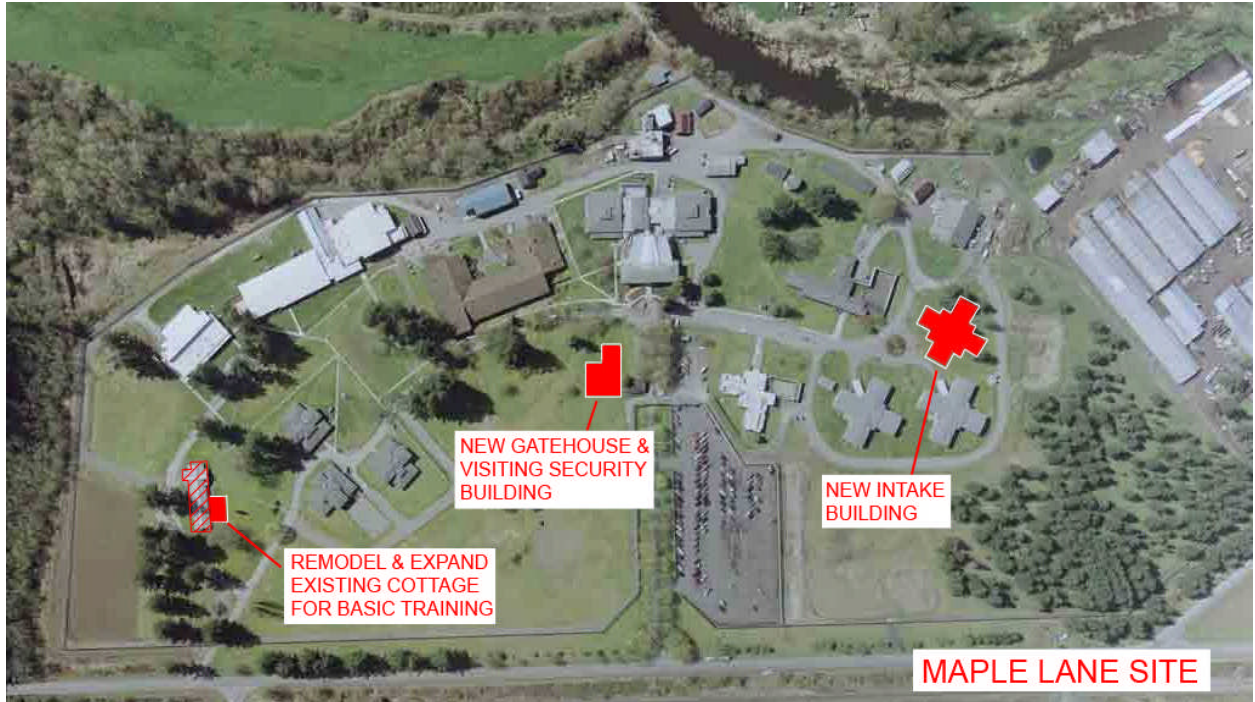 NEW GATEHOUSE &
VISITING SECURITY
BUILDING
NEW INTAKE
BUILDING
REMODEL & EXPAND
EXISTING COTTAGE
FOR BASIC TRAINING
MAPLE LANE SITE